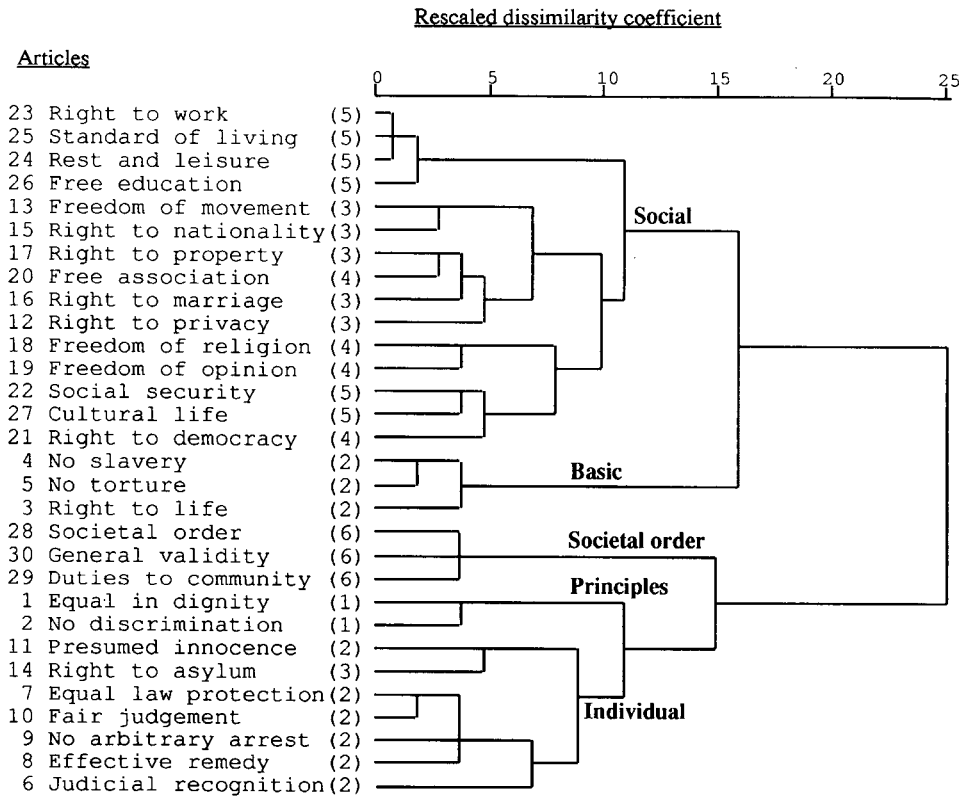 Rescaled dissimilarity coefficient
Articles
0 5 10 15 20 25
23 Right to work (5)
25 Standard of living (5)
24 Rest and leisure (5)
26 Free education (5)
13 Freedom of movement (3)
Social
15 Right to nationality (3)
17 Right to property (3)
20 Free association (4)
16 Right to marriage (3)
12 Right to privacy (3)
18 Freedom of religion (4)
19 Freedom of opinion (4)
22 Social security (5)
27 Cultural life (5)
21 Right to democracy (4)
4 No slavery (2)
Basic
5 No torture (2)
3 Right to life (2)
28 Societal order (6)
Societal order
30 General validity (6)
29 Duties to community (6)
Principles
1 Equal in dignity (1)
2 No discrimination (1)
11 Presumed innocence (2)
14 Right to asylum (3)
7 Equal law protection (2)
10 Fair judgement (2)
Individual
9 No arbitrary arrest (2)
8 Effective remedy (2)
6 Judicial recognition (2)